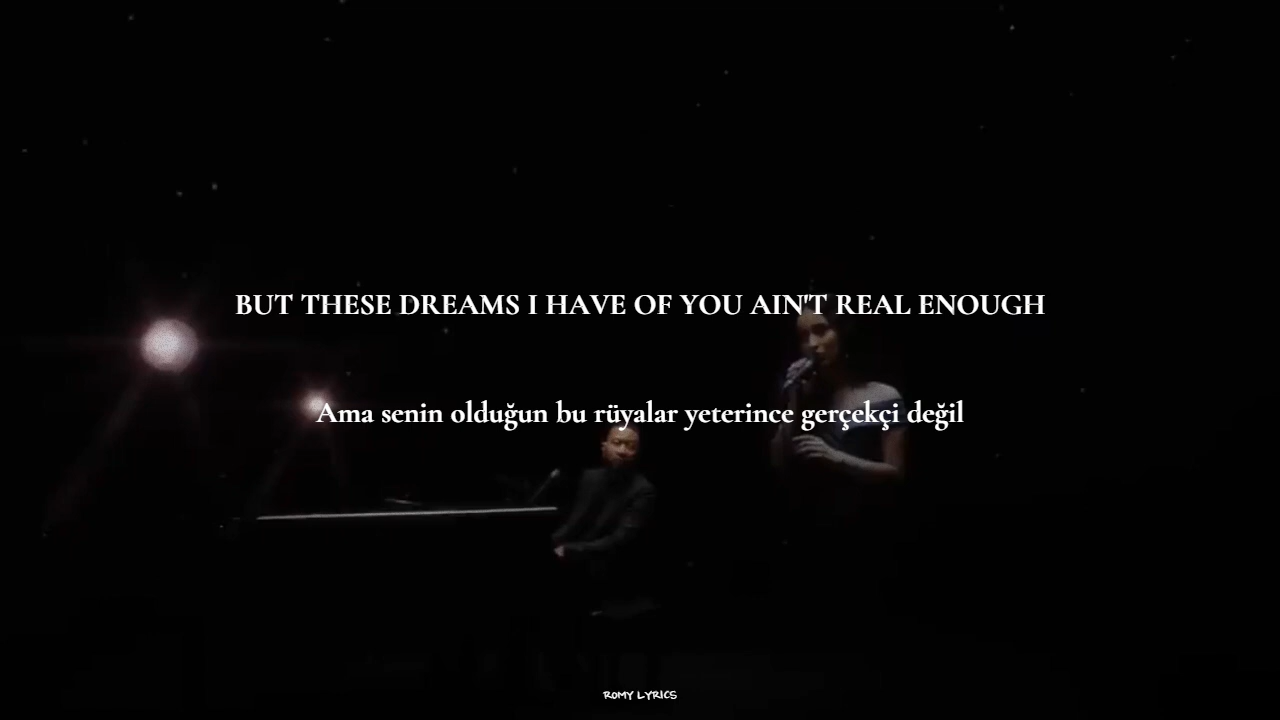 BUT THESE DREAMS I HAVE OF YOU AIN'T REAL ENOUGH
Ama senin olduğun bu rüyalar yeterince gerçekçi değil
ROMY LYRICS